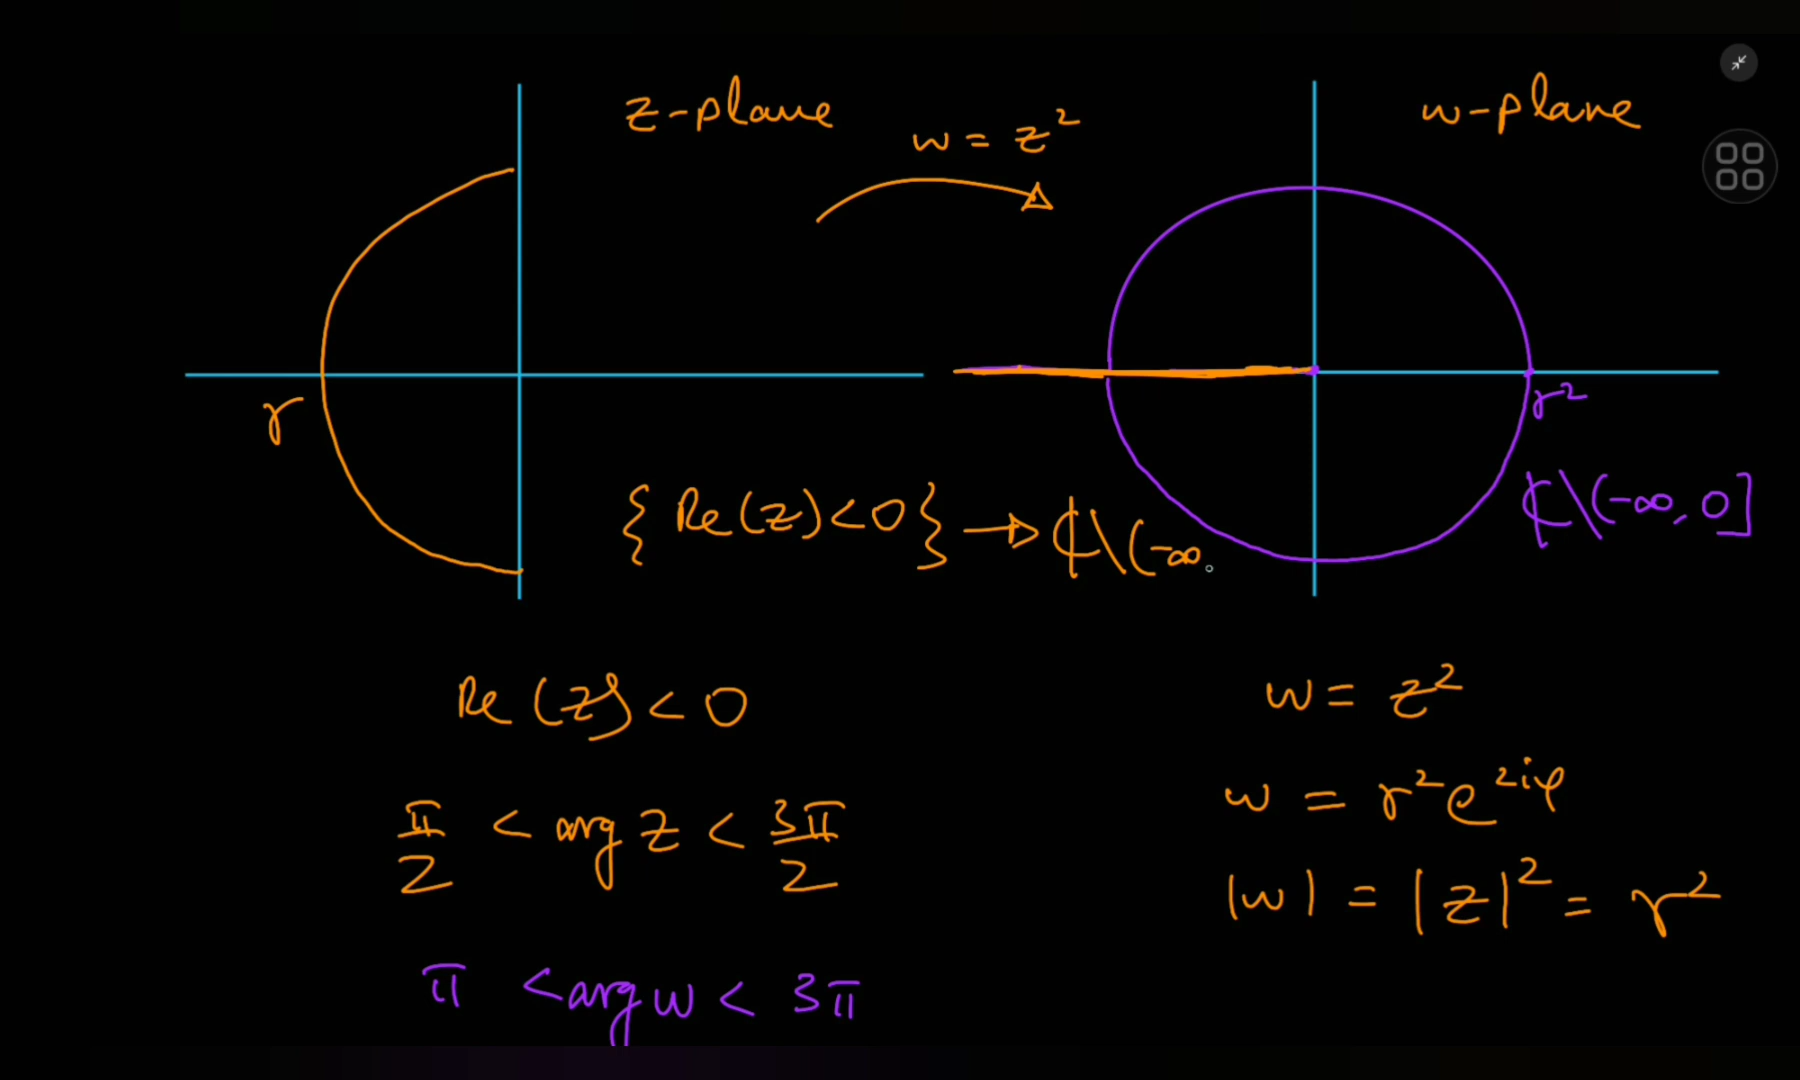 z-plane
w = z²
w-plane
r
r²
{Re(z)<0} → ℂ\(-∞,
ℂ\(-∞, 0]
Re(z) < 0
w = z²
π/2 < arg z < 3π/2
w = r²e^{2iφ}
|w| = |z|² = r²
π < arg w < 3π